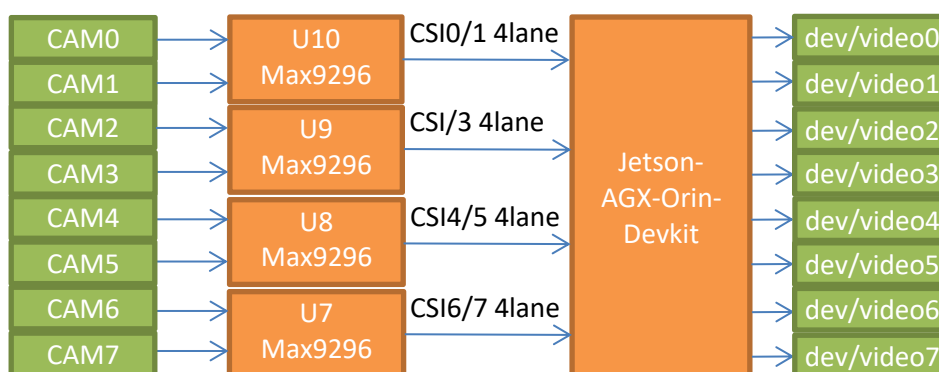 CAM0
CAM1
CAM2
CAM3
CAM4
CAM5
CAM6
CAM7
U10
Max9296
U9
Max9296
U8
Max9296
U7
Max9296
CSI0/1 4lane
CSI/3 4lane
CSI4/5 4lane
CSI6/7 4lane
Jetson-
AGX-Orin-
Devkit
dev/video0
dev/video1
dev/video2
dev/video3
dev/video4
dev/video5
dev/video6
dev/video7